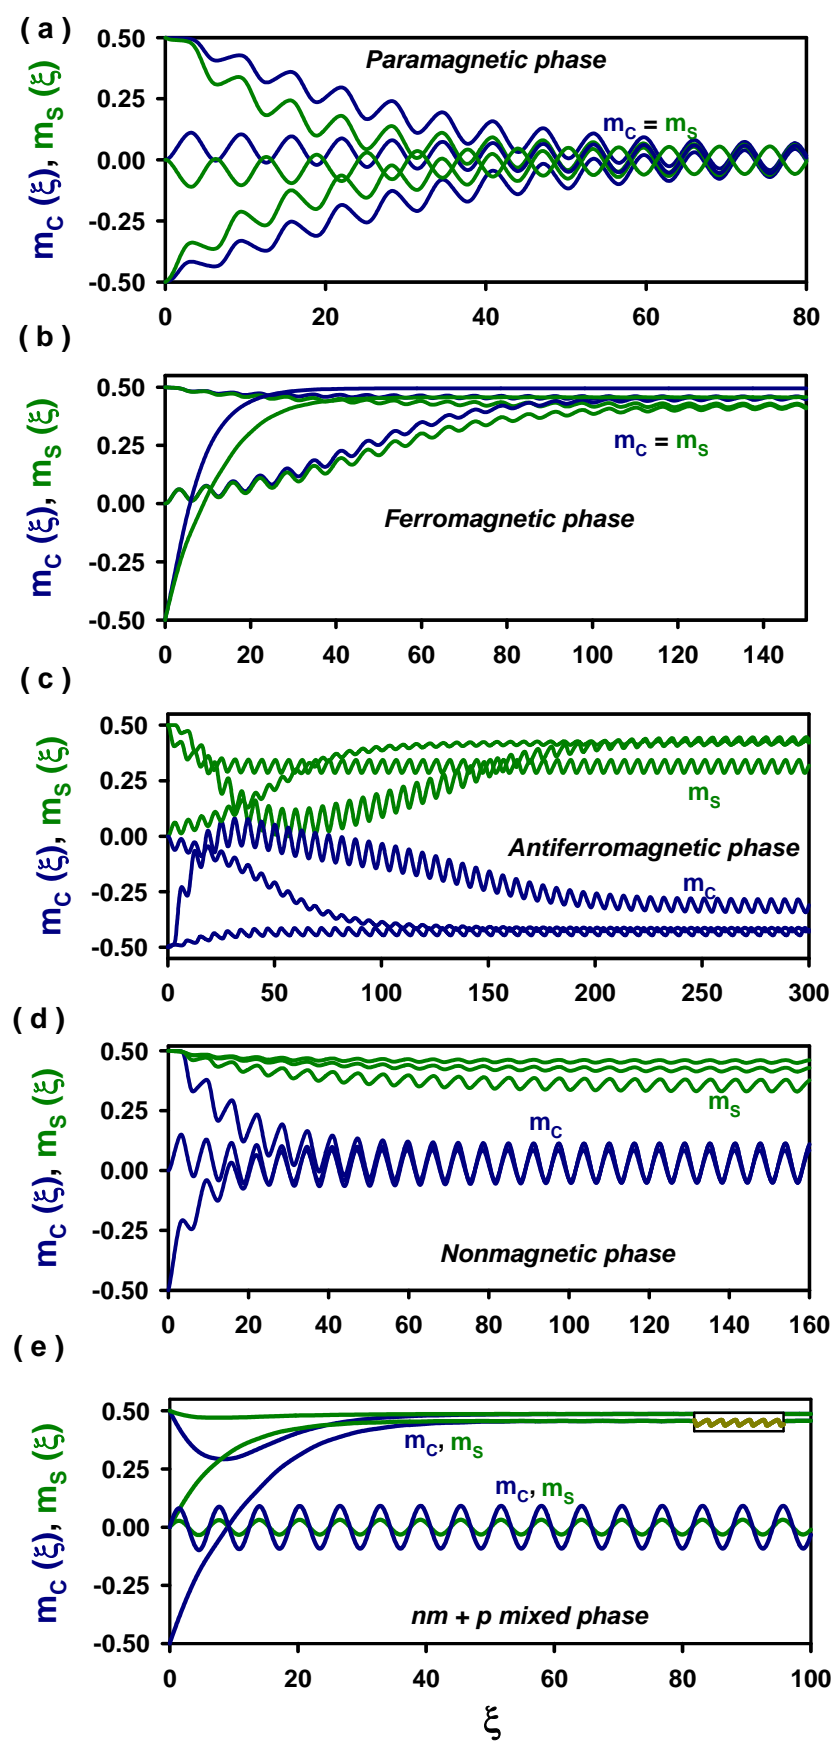 ( a )
m_C (ξ), m_S (ξ)
0.50
0.25
0.00
-0.25
-0.50
Paramagnetic phase
m_C = m_S
0 20 40 60 80
( b )
m_C (ξ), m_S (ξ)
0.50
0.25
0.00
-0.25
-0.50
m_C = m_S
Ferromagnetic phase
0 20 40 60 80 100 120 140
( c )
m_C (ξ), m_S (ξ)
0.50
0.25
0.00
-0.25
-0.50
m_S
Antiferromagnetic phase
m_C
0 50 100 150 200 250 300
( d )
m_C (ξ), m_S (ξ)
0.50
0.25
0.00
-0.25
-0.50
m_S
m_C
Nonmagnetic phase
0 20 40 60 80 100 120 140 160
( e )
m_C (ξ), m_S (ξ)
0.50
0.25
0.00
-0.25
-0.50
m_C, m_S
m_C, m_S
nm + p mixed phase
0 20 40 60 80 100
ξ